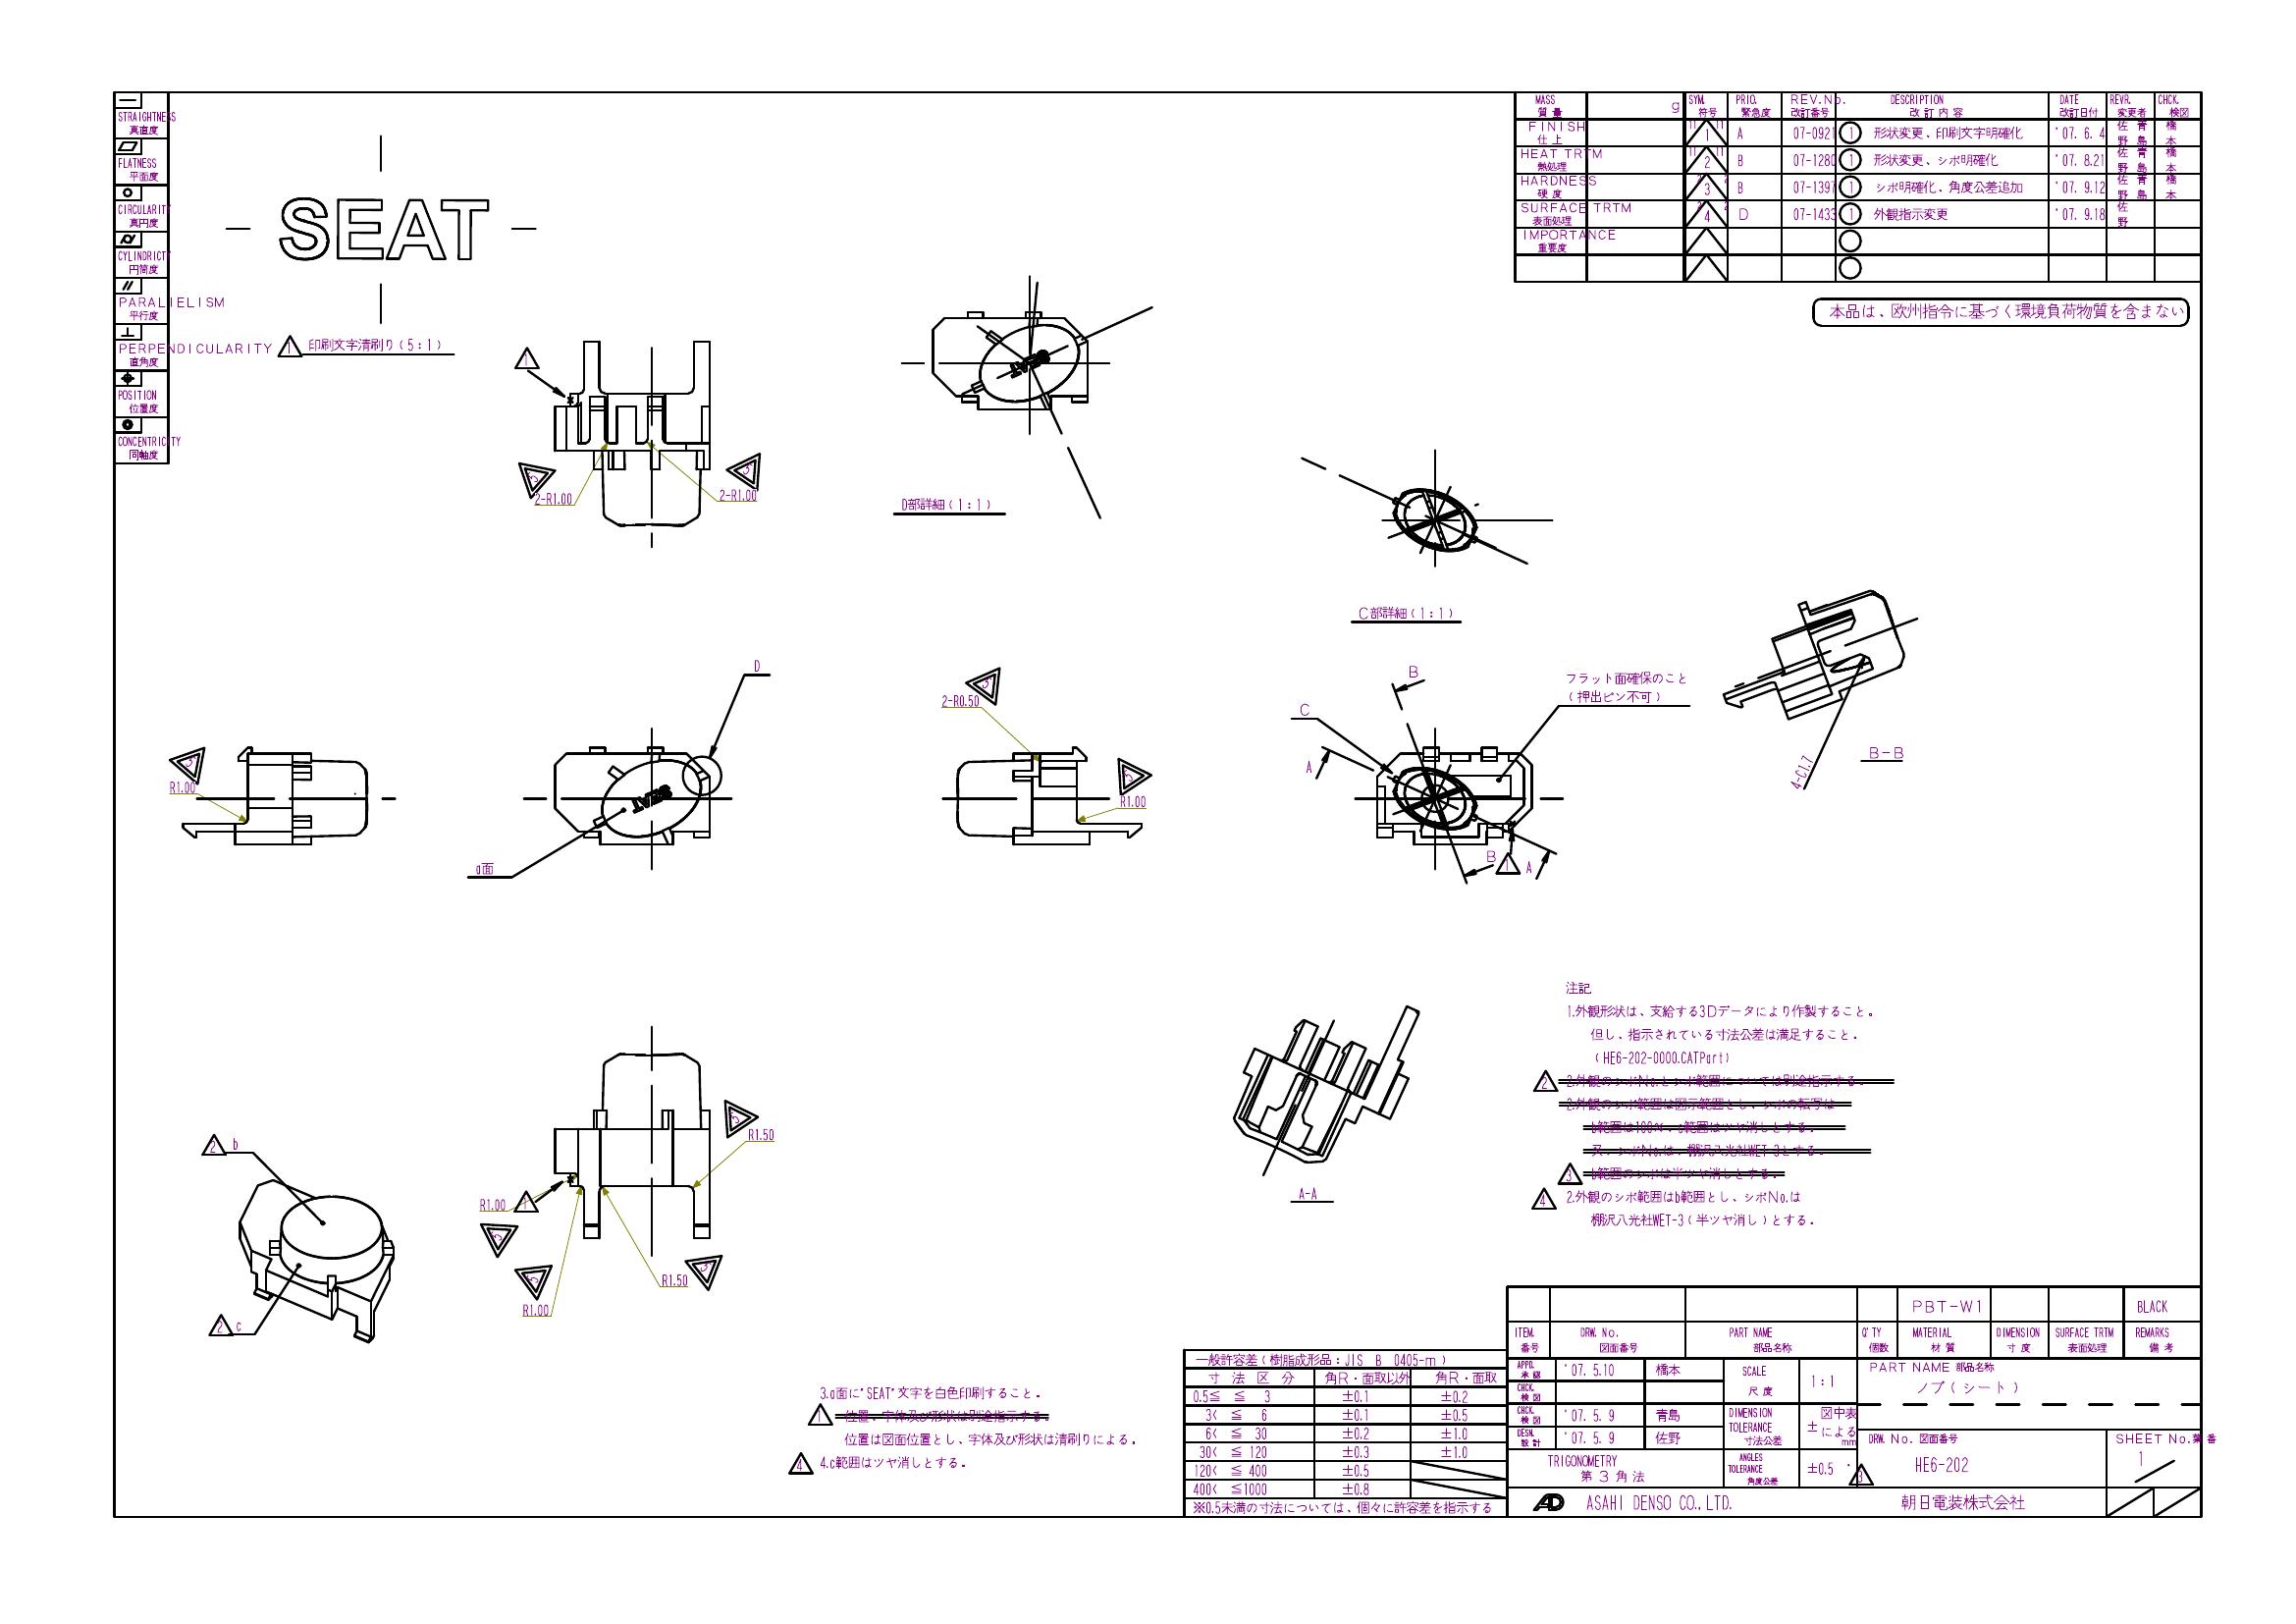 STRAIGHTNESS
真直度
FLATNESS
平面度
CIRCULARITY
真円度
CYLINDRICTY
円筒度
PARALIELISM
平行度
PERPENDICULARITY
直角度
POSITION
位置度
CONCENTRICITY
同軸度
SEAT
1 印刷文字清刷り(5:1)
MASS 質量 g
FINISH 仕上
HEAT TRTM 熱処理
HARDNESS 硬度
SURFACE TRTM 表面処理
IMPORTANCE 重要度
SYM. PRIO. REV.No. DESCRIPTION DATE REVR. CHCK.
符号 緊急度 改訂番号 改訂内容 改訂日付 変更者 検図
1 A 07-0921 1 形状変更、印刷文字明確化 '07. 6. 4 佐野 青島 橋本
2 B 07-1280 1 形状変更、シボ明確化 '07. 8.21 佐野 青島 橋本
3 B 07-1397 1 シボ明確化、角度公差追加 '07. 9.12 佐野 青島 橋本
4 D 07-1433 1 外観指示変更 '07. 9.18 佐野
本品は、欧州指令に基づく環境負荷物質を含まない
1
3
2-R1.00
3
2-R1.00
SEAT
D部詳細(1:1)
C部詳細(1:1)
3
R1.00
D
SEAT
a面
3
2-R0.50
3
R1.00
B
C
A
フラット面確保のこと
(押出ピン不可)
B
1
A
4-C1.7
B-B
2 b
2 c
3
R1.50
R1.00 1
3
3
R1.00
R1.50
3
A-A
注記
1.外観形状は、支給する3Dデータにより作製すること。
但し、指示されている寸法公差は満足すること。
(HE6-202-0000.CATPart)
2 2.外観のシボNo.とシボ範囲については別途指示する。
2.外観のシボ範囲は図示範囲とし、シボの転写は
b範囲は100%、c範囲はツヤ消しとする。
又、シボNo.は、棚沢八光社WET-3とする。
3 b範囲のシボは半ツヤ消しとする。
4 2.外観のシボ範囲はb範囲とし、シボNo.は
棚沢八光社WET-3(半ツヤ消し)とする。
3.a面に"SEAT"文字を白色印刷すること。
1 位置、字体及び形状は別途指示する。
位置は図面位置とし、字体及び形状は清刷りによる。
4 4.c範囲はツヤ消しとする。
一般許容差(樹脂成形品:JIS B 0405-m)
寸法区分 角R・面取以外 角R・面取
0.5≦ ≦ 3 ±0.1 ±0.2
3< ≦ 6 ±0.1 ±0.5
6< ≦ 30 ±0.2 ±1.0
30< ≦ 120 ±0.3 ±1.0
120< ≦ 400 ±0.5
400< ≦1000 ±0.8
※0.5未満の寸法については、個々に許容差を指示する
PBT-W1 BLACK
ITEM. DRW. No. PART NAME Q'TY MATERIAL DIMENSION SURFACE TRTM REMARKS
番号 図面番号 部品名称 個数 材質 寸度 表面処理 備考
APPD. 承認 '07. 5.10 橋本
CHCK. 検図
CHCK. 検図 '07. 5. 9 青島
DESN. 設計 '07. 5. 9 佐野
SCALE 尺度 1:1
DIMENSION TOLERANCE 寸法公差 ± 図中表による mm
TRIGONOMETRY
第3角法
ANGLES TOLERANCE 角度公差 ±0.5 ° 3
PART NAME 部品名称
ノブ(シート)
DRW. No. 図面番号
HE6-202
SHEET No.葉番
1
AD ASAHI DENSO CO., LTD. 朝日電装株式会社